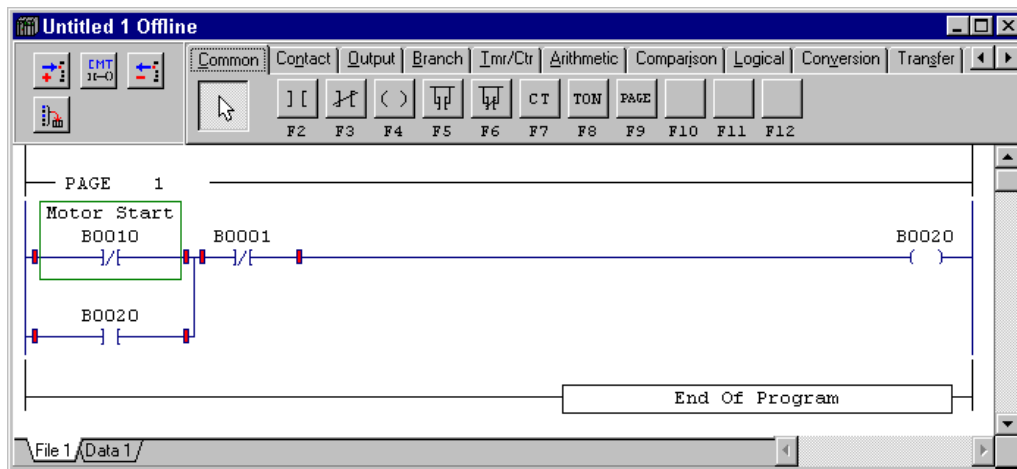 Untitled 1 Offline
CMT
Common Contact Output Branch Tmr/Ctr Arithmetic Comparison Logical Conversion Transfer
CT TON PAGE
F2 F3 F4 F5 F6 F7 F8 F9 F10 F11 F12
PAGE 1
Motor Start
B0010 B0001 B0020
B0020
End Of Program
File 1 Data 1